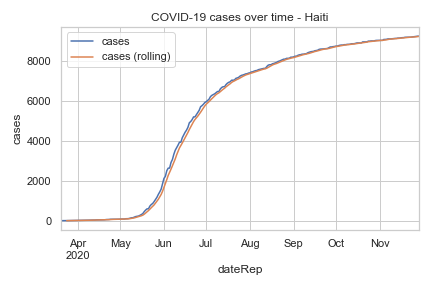 COVID-19 cases over time - Haiti
cases
cases (rolling)
8000
6000
4000
2000
0
cases
Apr
2020
May
Jun
Jul
Aug
Sep
Oct
Nov
dateRep